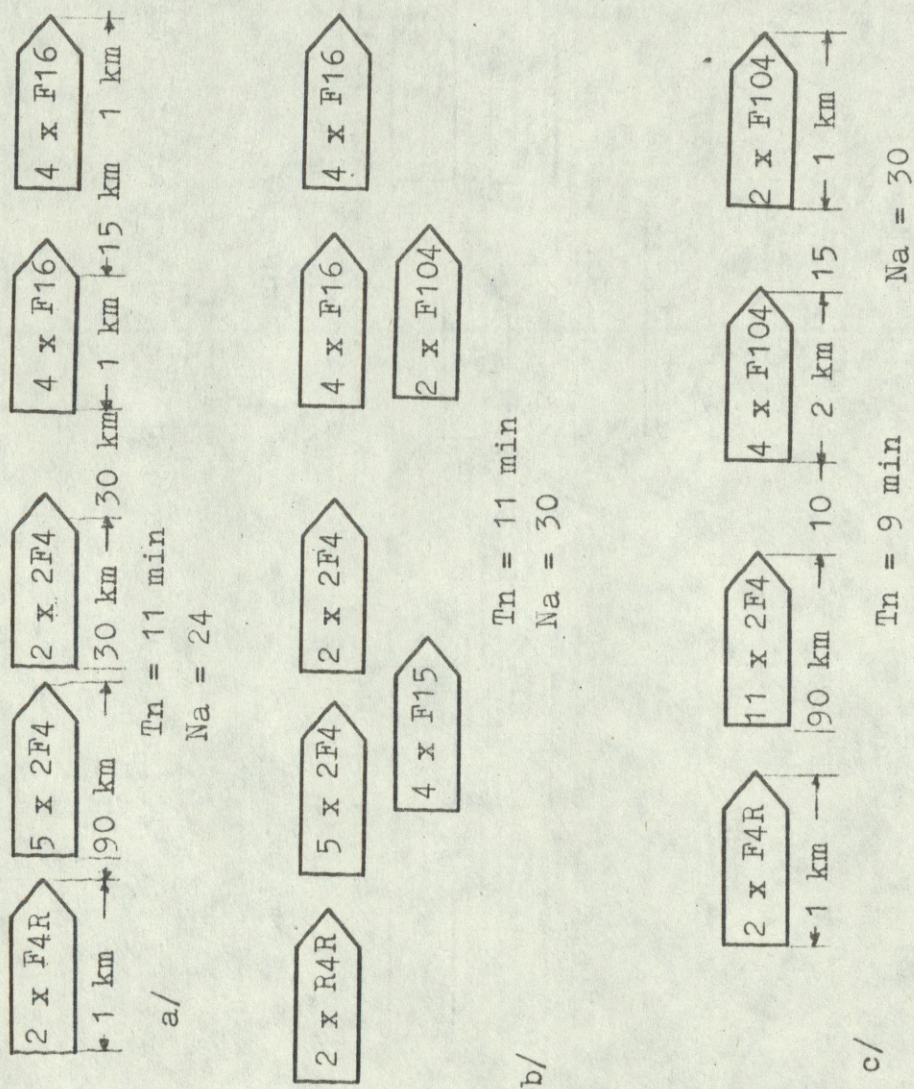 2 x F4R 5 x 2F4 2 x 2F4 4 x F16 4 x F16
1 km 90 km 30 km 30 km 1 km 15 km 1 km
a/
Tn = 11 min
Na = 24
2 x R4R 5 x 2F4 2 x 2F4 4 x F16 4 x F16
4 x F15 2 x F104
b/
Tn = 11 min
Na = 30
2 x F4R 11 x 2F4 4 x F104 2 x F104
1 km 90 km 10 2 km 15 1 km
c/
Tn = 9 min Na = 30